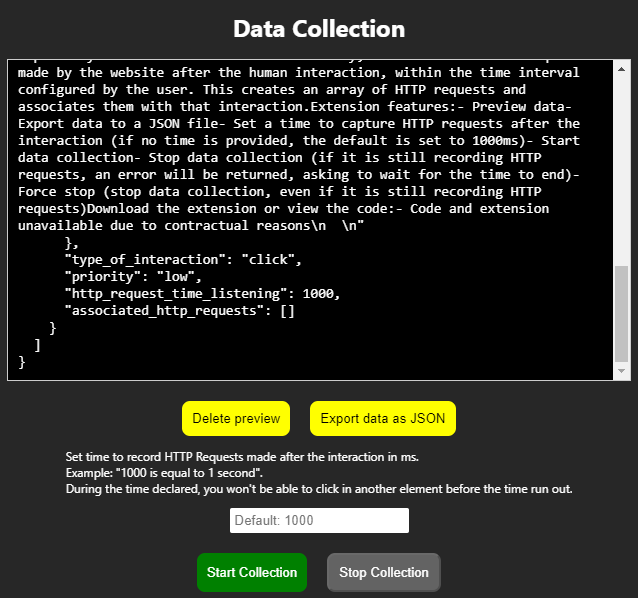 Data Collection
made by the website after the human interaction, within the time interval
configured by the user. This creates an array of HTTP requests and
associates them with that interaction.Extension features:- Preview data-
Export data to a JSON file- Set a time to capture HTTP requests after the
interaction (if no time is provided, the default is set to 1000ms)- Start
data collection- Stop data collection (if it is still recording HTTP
requests, an error will be returned, asking to wait for the time to end)-
Force stop (stop data collection, even if it is still recording HTTP
requests)Download the extension or view the code:- Code and extension
unavailable due to contractual reasons\n  \n"
},
"type_of_interaction": "click",
"priority": "low",
"http_request_time_listening": 1000,
"associated_http_requests": []
}
]
}
Delete preview
Export data as JSON
Set time to record HTTP Requests made after the interaction in ms.
Example: "1000 is equal to 1 second".
During the time declared, you won't be able to click in another element before the time run out.
Default: 1000
Start Collection
Stop Collection